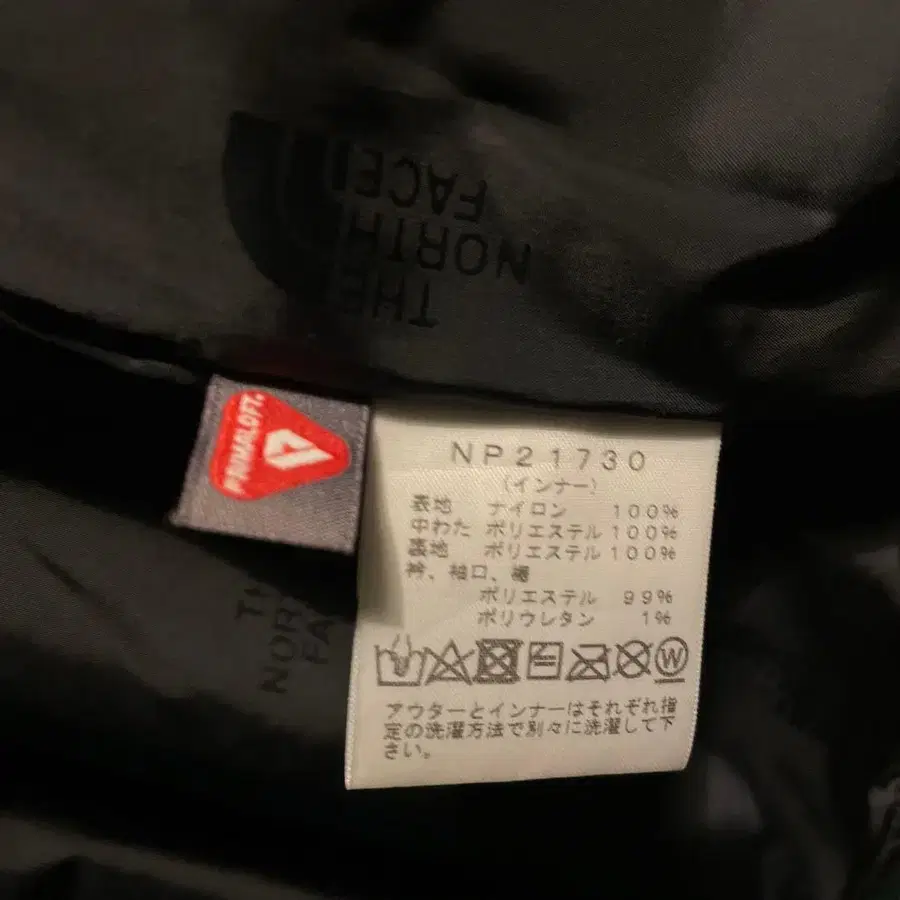 THE
NORTH
FACE
PRIMALOFT
NP21730
(インナー)
表地 ナイロン 100%
中わた ポリエステル 100%
裏地 ポリエステル 100%
衿、袖口、裾
ポリエステル 99%
ポリウレタン 1%
W
アウターとインナーはそれぞれ指
定の洗濯方法で別々に洗濯して下
さい。
TH
NOR
FA